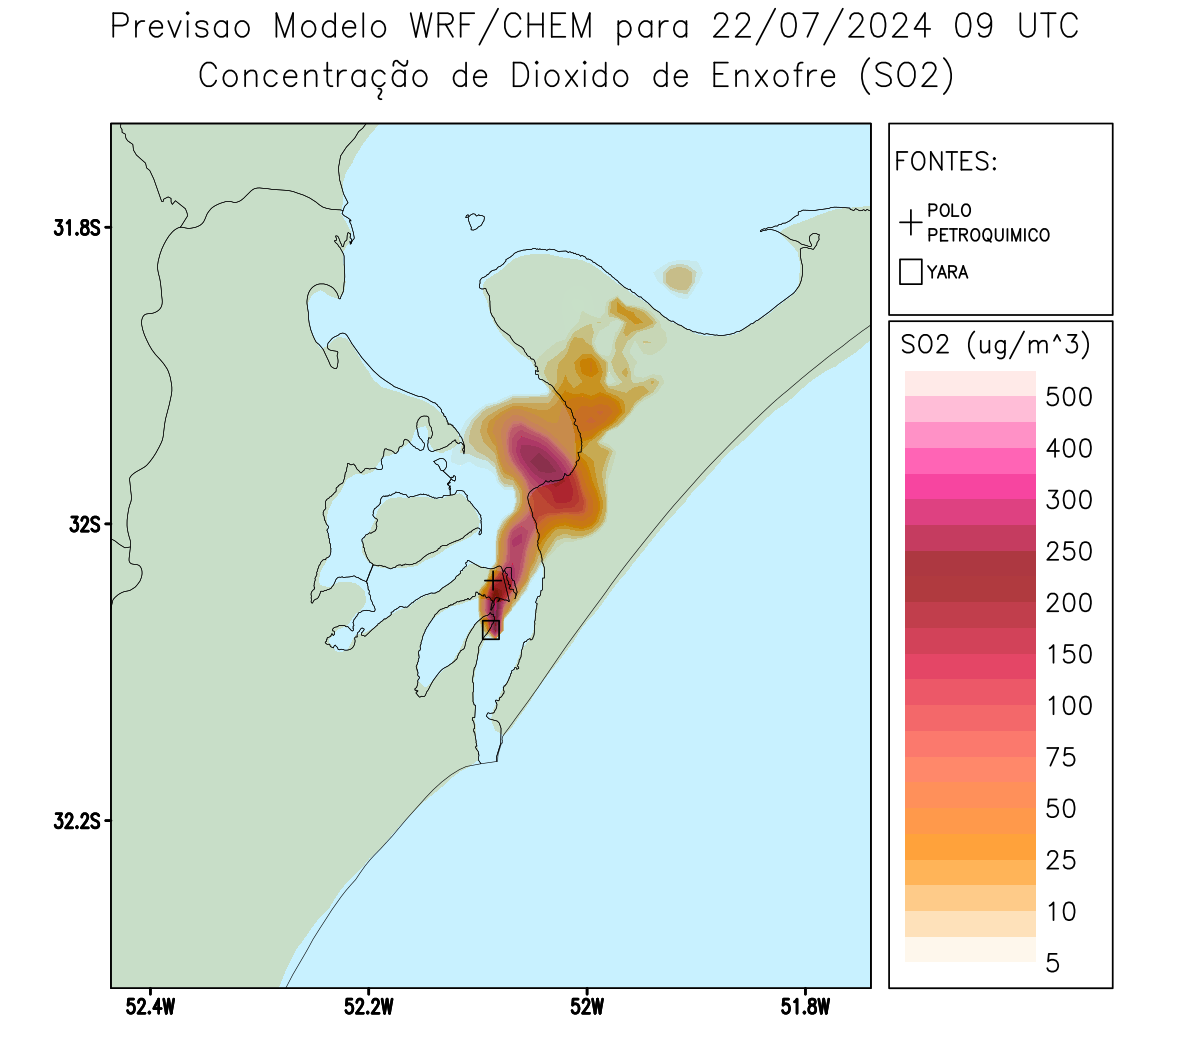 Previsao Modelo WRF/CHEM para 22/07/2024 09 UTC
Concentração de Dioxido de Enxofre (SO2)
FONTES:
POLO
PETROQUIMICO
YARA
31.8S
32S
32.2S
52.4W
52.2W
52W
51.8W
SO2 (ug/m^3)
500
400
300
250
200
150
100
75
50
25
10
5